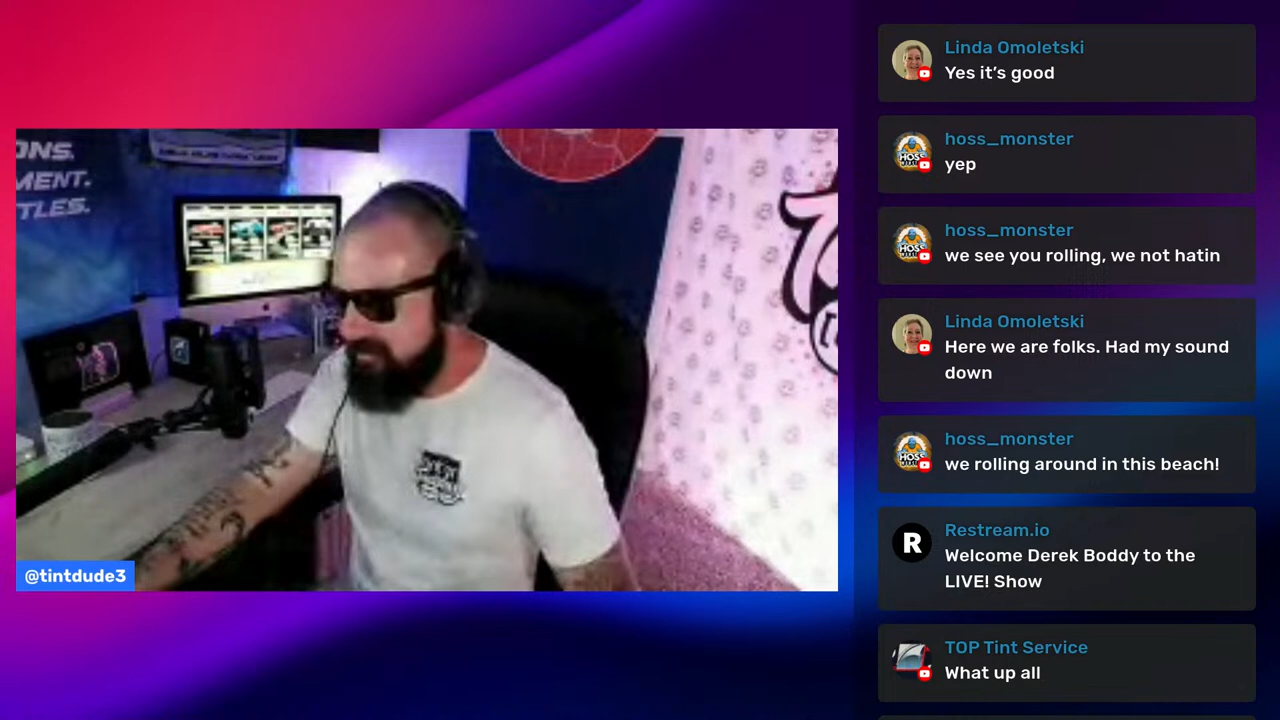 ONS.
MENT.
TLES.
@tintdude3
Linda Omoletski
Yes it’s good
hoss_monster
yep
hoss_monster
we see you rolling, we not hatin
Linda Omoletski
Here we are folks. Had my sound
down
hoss_monster
we rolling around in this beach!
Restream.io
Welcome Derek Boddy to the
LIVE! Show
TOP Tint Service
What up all